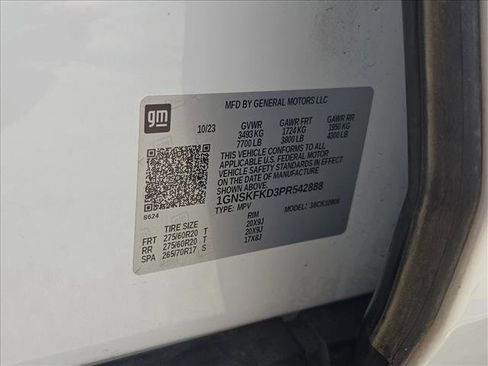 gm
MFD BY GENERAL MOTORS LLC
10/23 GVWR GAWR FRT GAWR RR
3493 KG 1724 KG 1950 KG
7700 LB 3800 LB 4300 LB
THIS VEHICLE CONFORMS TO ALL
APPLICABLE U.S. FEDERAL MOTOR
VEHICLE SAFETY STANDARDS
IN EFFECT ON THE
DATE OF MANUFACTURE
SHOWN ABOVE.
1GNSKFKD3PR542888
S624 TYPE: MPV MODEL:
TIRE SIZE RIM
FRT 275/60R20 T 20X9J
RR 275/60R20 T 20X9J
SPA 265/70R17 S 17X8J